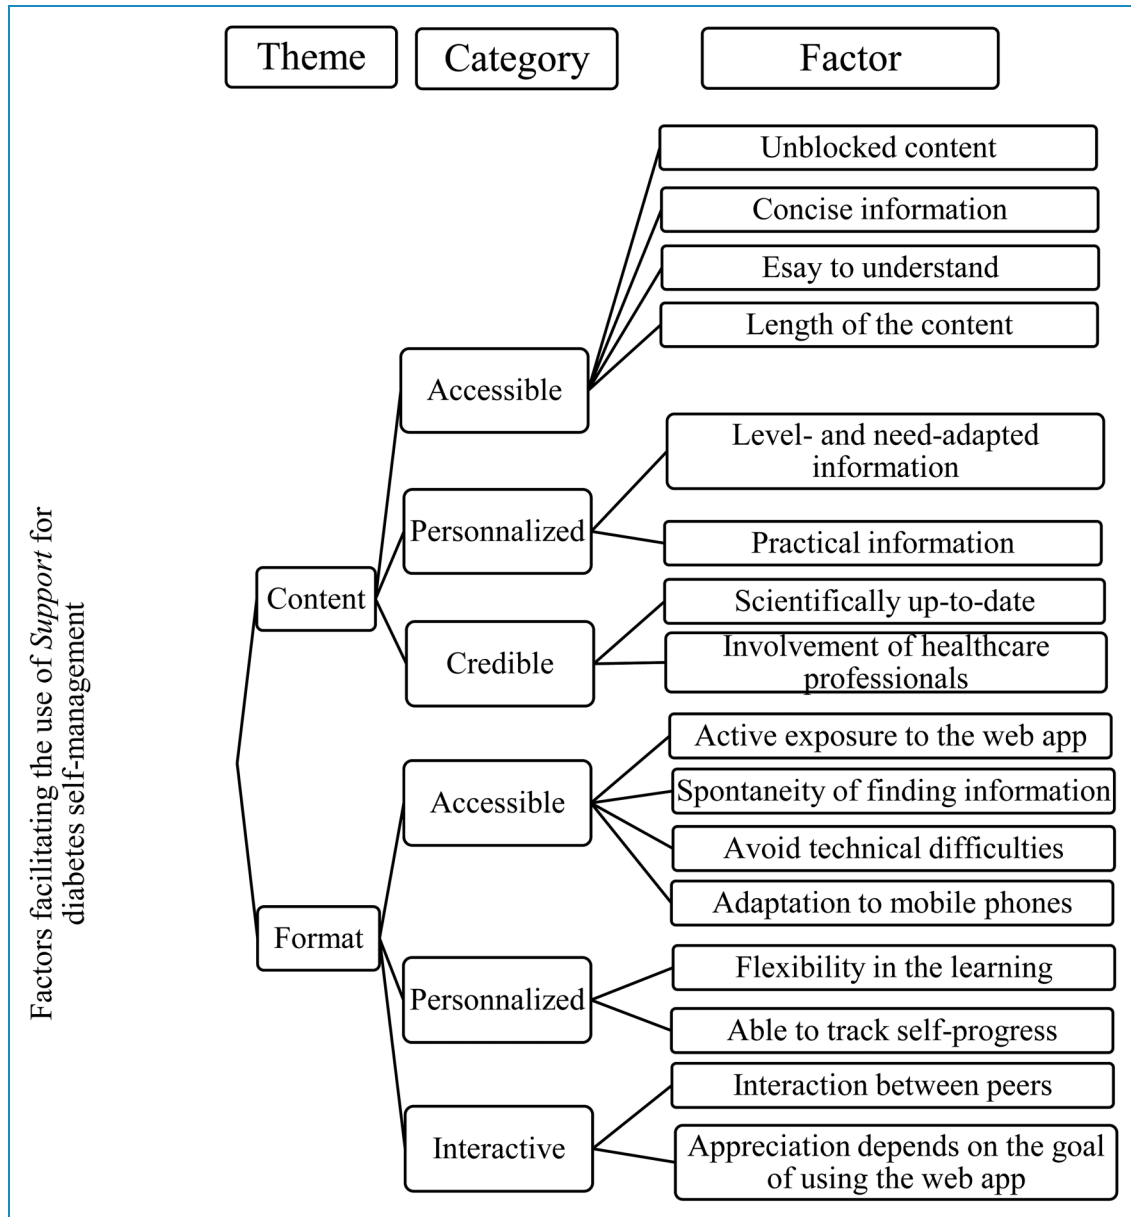 Theme
Category
Factor
Unblocked content
Concise information
Esay to understand
Length of the content
Accessible
Level- and need-adapted
information
Personnalized
Practical information
Content
Scientifically up-to-date
Credible
Involvement of healthcare
professionals
Factors facilitating the use of Support for
diabetes self-management
Active exposure to the web app
Accessible
Spontaneity of finding information
Avoid technical difficulties
Adaptation to mobile phones
Format
Flexibility in the learning
Personnalized
Able to track self-progress
Interaction between peers
Interactive
Appreciation depends on the goal
of using the web app